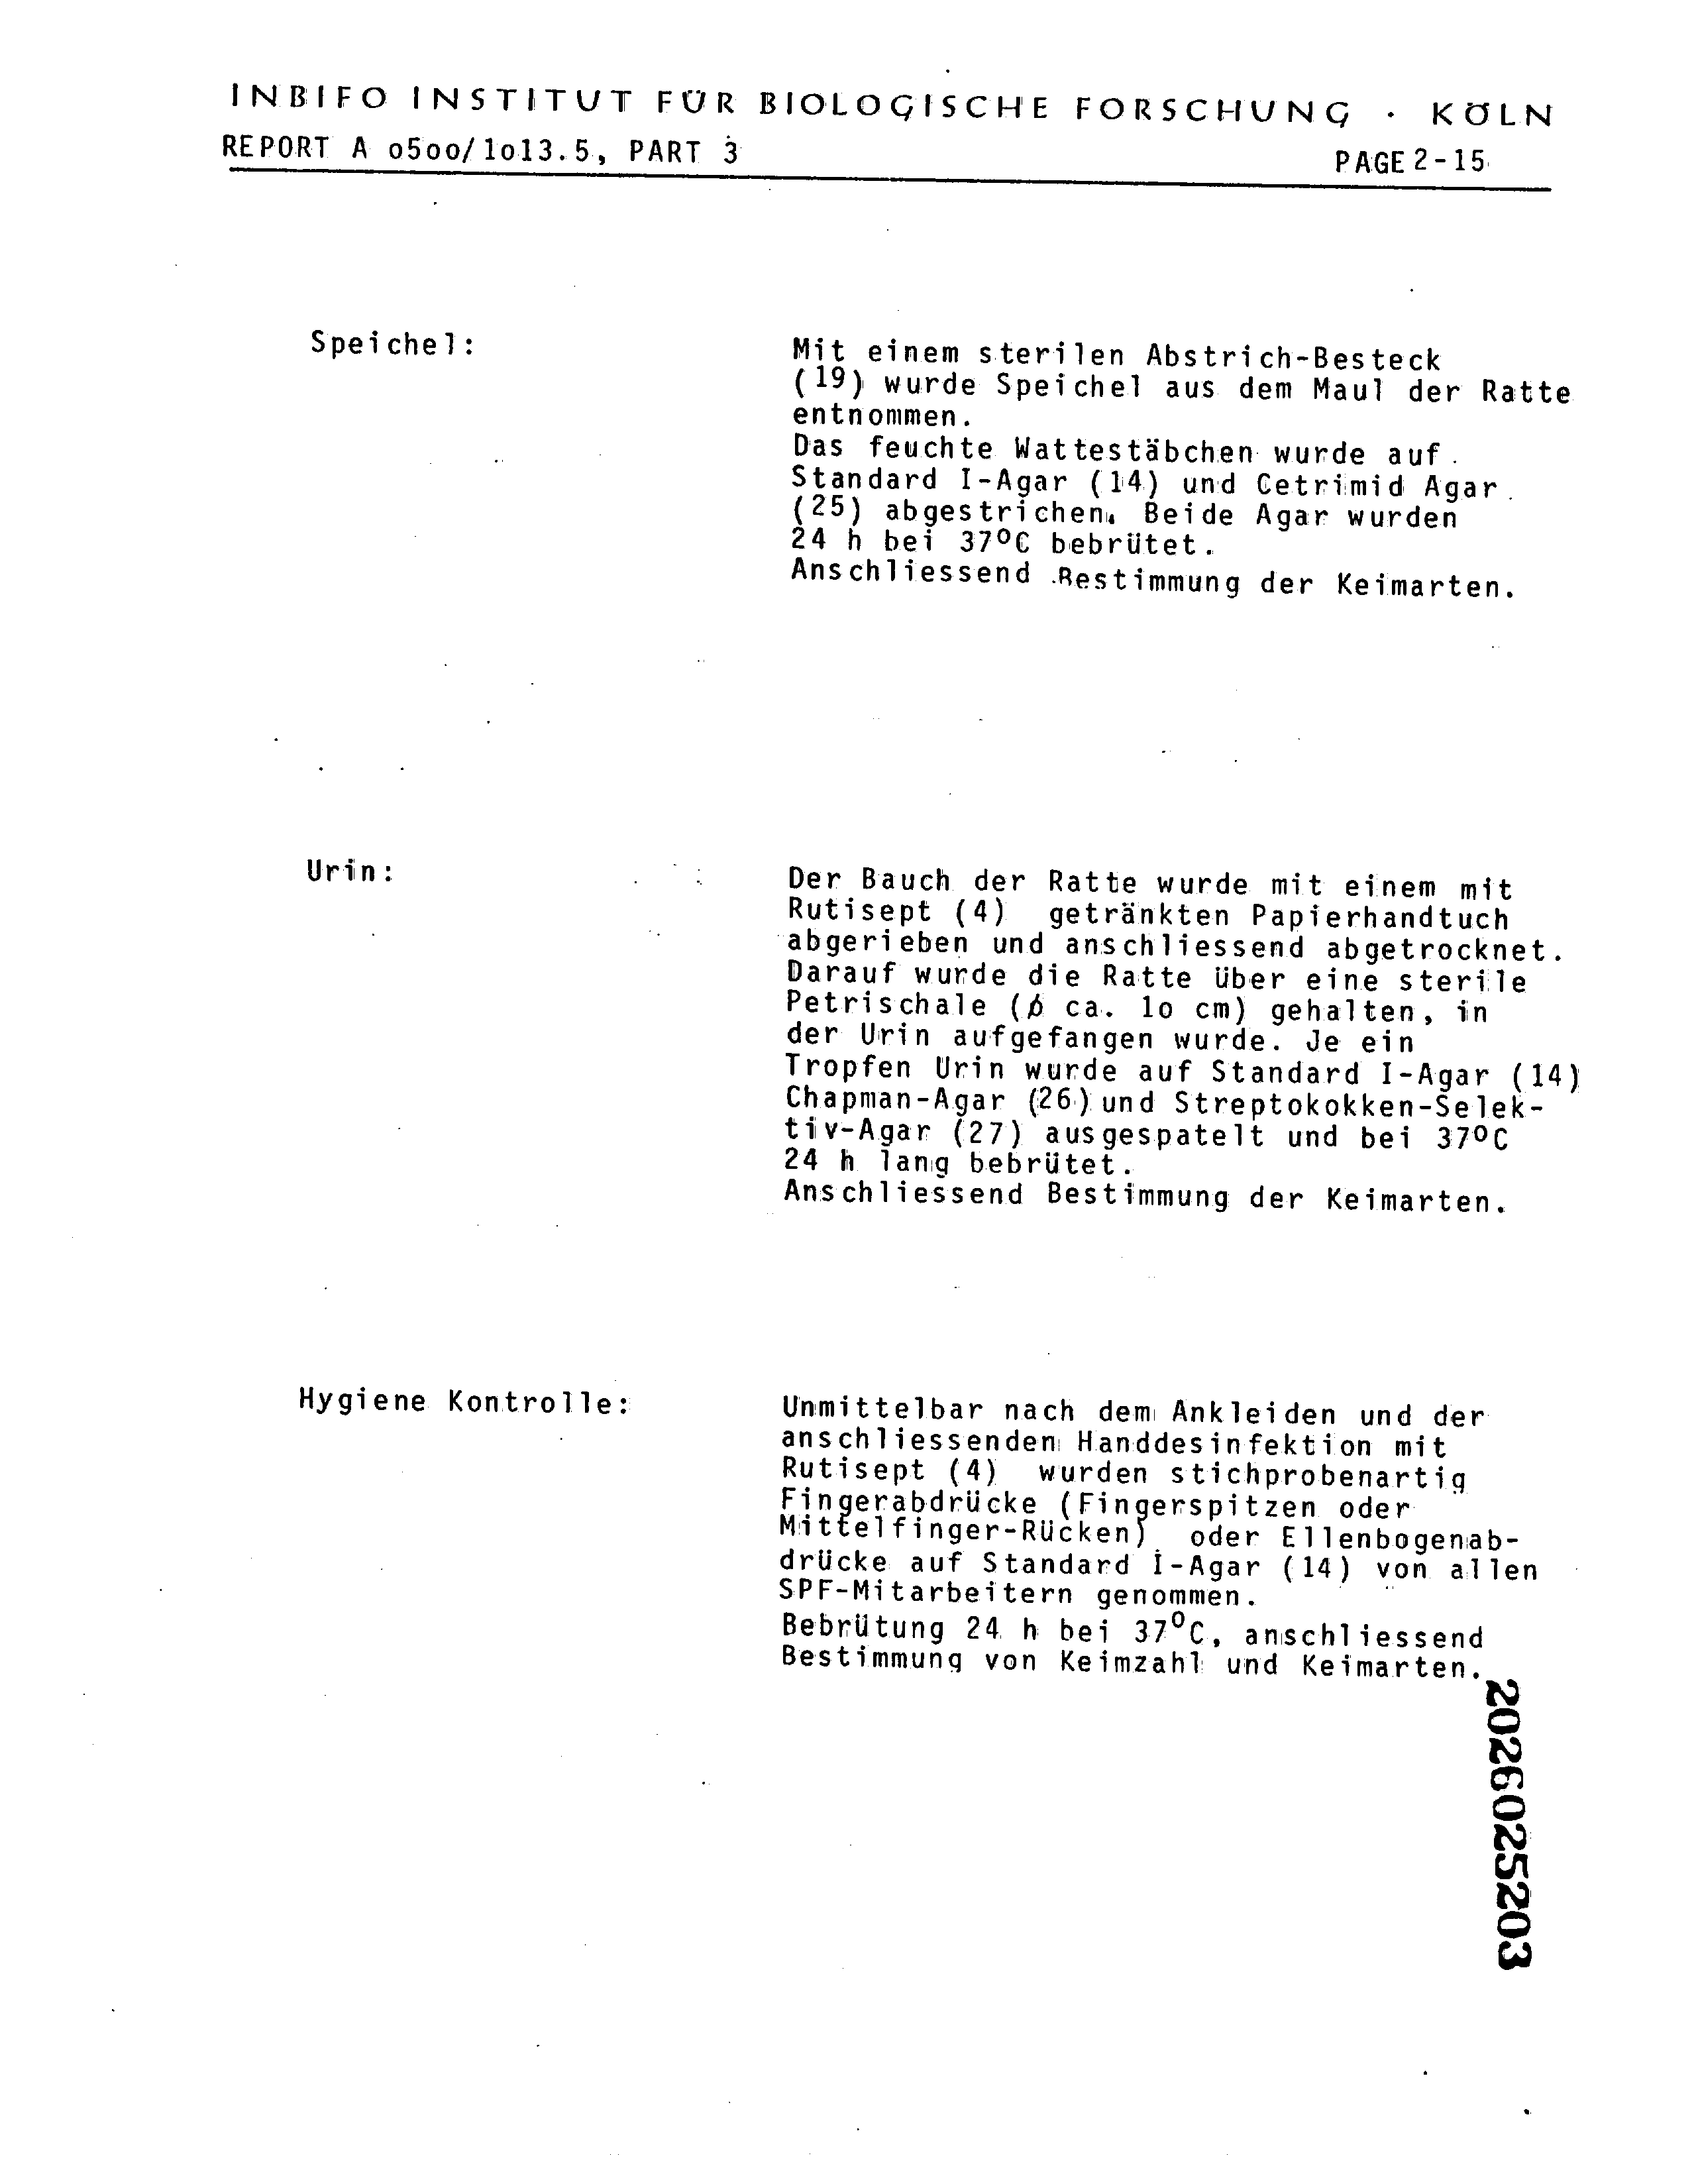 INBIFO INSTITUT FÜR BIOLOGISCHE FORSCHUNG · KÖLN
REPORT A o5oo/1o13.5, PART 3
PAGE 2-15
Speichel:
Mit einem sterilen Abstrich-Besteck
(19) wurde Speichel aus dem Maul der Ratte
entnommen.
Das feuchte Wattestäbchen wurde auf
Standard I-Agar (14) und Cetrimid Agar
(25) abgestrichen. Beide Agar wurden
24 h bei 37ºC bebrütet.
Anschliessend Bestimmung der Keimarten.
Urin:
Der Bauch der Ratte wurde mit einem mit
Rutisept (4) getränkten Papierhandtuch
abgerieben und anschliessend abgetrocknet.
Darauf wurde die Ratte über eine sterile
Petrischale (ø ca. 1o cm) gehalten, in
der Urin aufgefangen wurde. Je ein
Tropfen Urin wurde auf Standard I-Agar (14)
Chapman-Agar (26) und Streptokokken-Selek-
tiv-Agar (27) ausgespatelt und bei 37ºC
24 h lang bebrütet.
Anschliessend Bestimmung der Keimarten.
Hygiene Kontrolle:
Unmittelbar nach dem Ankleiden und der
anschliessenden Handdesinfektion mit
Rutisept (4) wurden stichprobenartig
Fingerabdrücke (Fingerspitzen oder
Mittelfinger-Rücken) oder Ellenbogenab-
drücke auf Standard I-Agar (14) von allen
SPF-Mitarbeitern genommen.
Bebrütung 24 h bei 37ºC, anschliessend
Bestimmung von Keimzahl und Keimarten.
2026025203